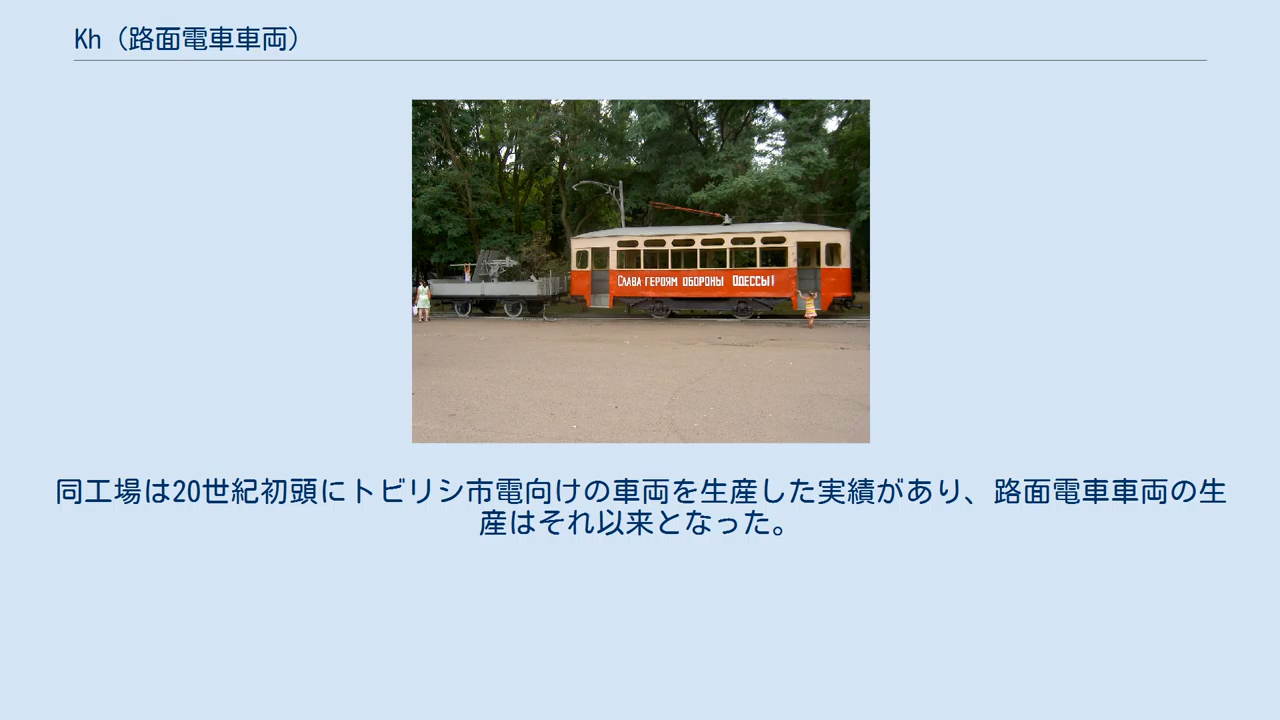 Kh（路面電車車両）
Слава героям обороны Одессы!
同工場は20世紀初頭にトビリシ市電向けの車両を生産した実績があり、路面電車車両の生
産はそれ以来となった。